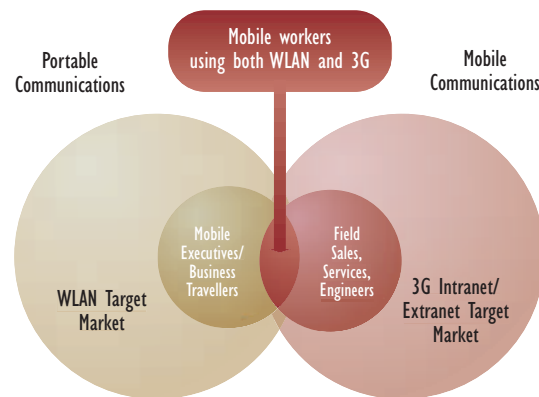 Portable
Communications
Mobile workers
using both WLAN and 3G
Mobile
Communications
Mobile
Executives/
Business
Travellers
Field
Sales,
Services,
Engineers
WLAN Target
Market
3G Intranet/
Extranet Target
Market